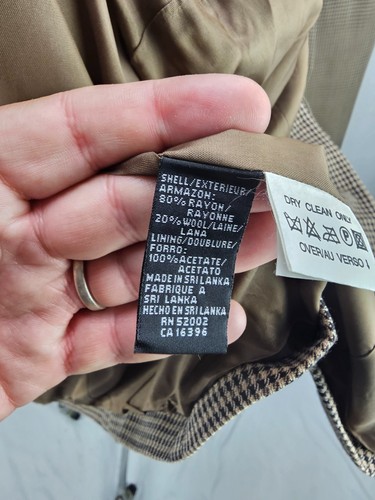 SHELL/EXTERIEUR/
ARMAZON:
80% RAYON/
RAYONNE
20% WOOL/LAINE/
LANA
LINING/DOUBLURE/
FORRO:
100% ACETATE/
ACETATO
MADE IN SRI LANKA
FABRIQUE A
SRI LANKA
HECHO EN SRI LANKA
RN 52002
CA 16396
DRY CLEAN ONLY
OVER/AU VERSO